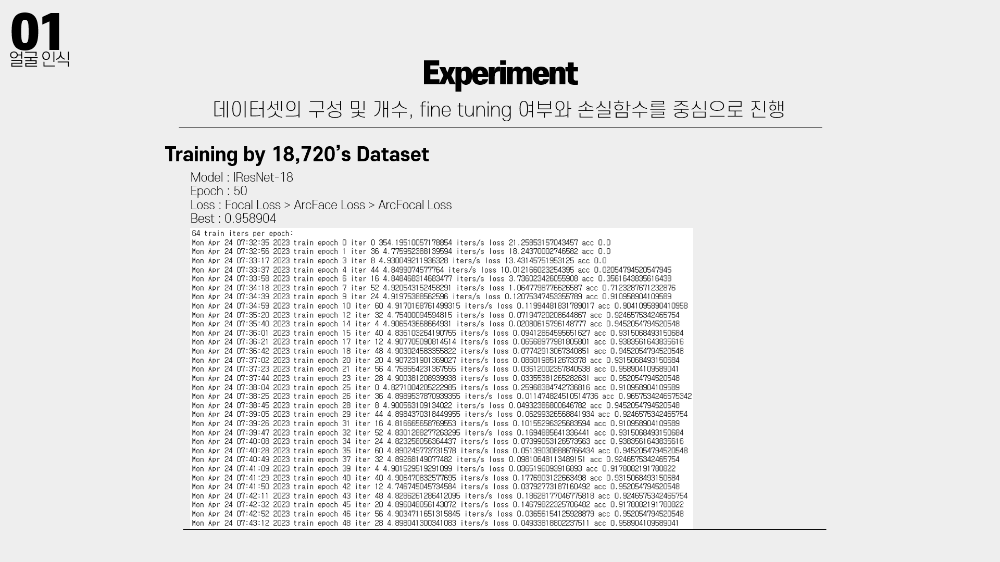 01
얼굴 인식
Experiment
데이터셋의 구성 및 개수, fine tuning 여부와 손실함수를 중심으로 진행
Training by 18,720’s Dataset
Model : IResNet-18
Epoch : 50
Loss : Focal Loss > ArcFace Loss > ArcFocal Loss
Best : 0.958904
64 train iters per epoch:
Mon Apr 24 07:32:35 2023 train epoch 0 iter 0 354.19510057178854 iters/s loss 21.25853157043457 acc 0.0
Mon Apr 24 07:32:56 2023 train epoch 1 iter 36 4.775952388139594 iters/s loss 18.24370002746582 acc 0.0
Mon Apr 24 07:33:17 2023 train epoch 3 iter 8 4.930049211936328 iters/s loss 13.43145751953125 acc 0.0
Mon Apr 24 07:33:37 2023 train epoch 4 iter 44 4.8499074577764 iters/s loss 10.012166023254395 acc 0.02054794520547945
Mon Apr 24 07:33:58 2023 train epoch 6 iter 16 4.848468314683477 iters/s loss 3.736023426055908 acc 0.3561643835616438
Mon Apr 24 07:34:18 2023 train epoch 7 iter 52 4.920543152458291 iters/s loss 1.0647798776626587 acc 0.7123287671232876
Mon Apr 24 07:34:39 2023 train epoch 9 iter 24 4.91975388562596 iters/s loss 0.12075347453355789 acc 0.910958904109589
Mon Apr 24 07:34:59 2023 train epoch 10 iter 60 4.9170168761499315 iters/s loss 0.11994481831789017 acc 0.9041095890410958
Mon Apr 24 07:35:20 2023 train epoch 12 iter 32 4.75400094594815 iters/s loss 0.07194720208644867 acc 0.9246575342465754
Mon Apr 24 07:35:40 2023 train epoch 14 iter 4 4.906543668664931 iters/s loss 0.02080615796148777 acc 0.9452054794520548
Mon Apr 24 07:36:01 2023 train epoch 15 iter 40 4.836103264190755 iters/s loss 0.09412864595651627 acc 0.9315068493150684
Mon Apr 24 07:36:21 2023 train epoch 17 iter 12 4.907705090814514 iters/s loss 0.06568977981805801 acc 0.9383561643835616
Mon Apr 24 07:36:42 2023 train epoch 18 iter 48 4.903024583355822 iters/s loss 0.07742913067340851 acc 0.9452054794520548
Mon Apr 24 07:37:02 2023 train epoch 20 iter 20 4.907231901369027 iters/s loss 0.0860198512673378 acc 0.9315068493150684
Mon Apr 24 07:37:23 2023 train epoch 21 iter 56 4.758554231367555 iters/s loss 0.03612002357840538 acc 0.958904109589041
Mon Apr 24 07:37:44 2023 train epoch 23 iter 28 4.900381208939938 iters/s loss 0.03355381265282631 acc 0.952054794520548
Mon Apr 24 07:38:04 2023 train epoch 25 iter 0 4.8271004205222985 iters/s loss 0.25968384742736816 acc 0.910958904109589
Mon Apr 24 07:38:25 2023 train epoch 26 iter 36 4.8989537870939355 iters/s loss 0.011474824510514736 acc 0.9657534246575342
Mon Apr 24 07:38:45 2023 train epoch 28 iter 8 4.900563109134022 iters/s loss 0.04932386800646782 acc 0.9452054794520548
Mon Apr 24 07:39:05 2023 train epoch 29 iter 44 4.8984370318449955 iters/s loss 0.06299326568841934 acc 0.9246575342465754
Mon Apr 24 07:39:26 2023 train epoch 31 iter 16 4.816665658769553 iters/s loss 0.10155296325683594 acc 0.910958904109589
Mon Apr 24 07:39:47 2023 train epoch 32 iter 52 4.8301288277263295 iters/s loss 0.1694885641336441 acc 0.9315068493150684
Mon Apr 24 07:40:08 2023 train epoch 34 iter 24 4.823258056364437 iters/s loss 0.07399053126573563 acc 0.9383561643835616
Mon Apr 24 07:40:28 2023 train epoch 35 iter 60 4.890249773731578 iters/s loss 0.051390308886766434 acc 0.9452054794520548
Mon Apr 24 07:40:49 2023 train epoch 37 iter 32 4.89268149077482 iters/s loss 0.09810648113489151 acc 0.9246575342465754
Mon Apr 24 07:41:09 2023 train epoch 39 iter 4 4.901529519291099 iters/s loss 0.0365196093916893 acc 0.9178082191780822
Mon Apr 24 07:41:29 2023 train epoch 40 iter 40 4.906470832577695 iters/s loss 0.1776903122663498 acc 0.9315068493150684
Mon Apr 24 07:41:50 2023 train epoch 42 iter 12 4.746745045734584 iters/s loss 0.03792773187160492 acc 0.952054794520548
Mon Apr 24 07:42:11 2023 train epoch 43 iter 48 4.8286261286412095 iters/s loss 0.18628177046775818 acc 0.9246575342465754
Mon Apr 24 07:42:32 2023 train epoch 45 iter 20 4.896048056143072 iters/s loss 0.14679822325706482 acc 0.9178082191780822
Mon Apr 24 07:42:52 2023 train epoch 46 iter 56 4.9034711651315845 iters/s loss 0.03656154125928879 acc 0.952054794520548
Mon Apr 24 07:43:12 2023 train epoch 48 iter 28 4.898041300341083 iters/s loss 0.04933818802237511 acc 0.958904109589041